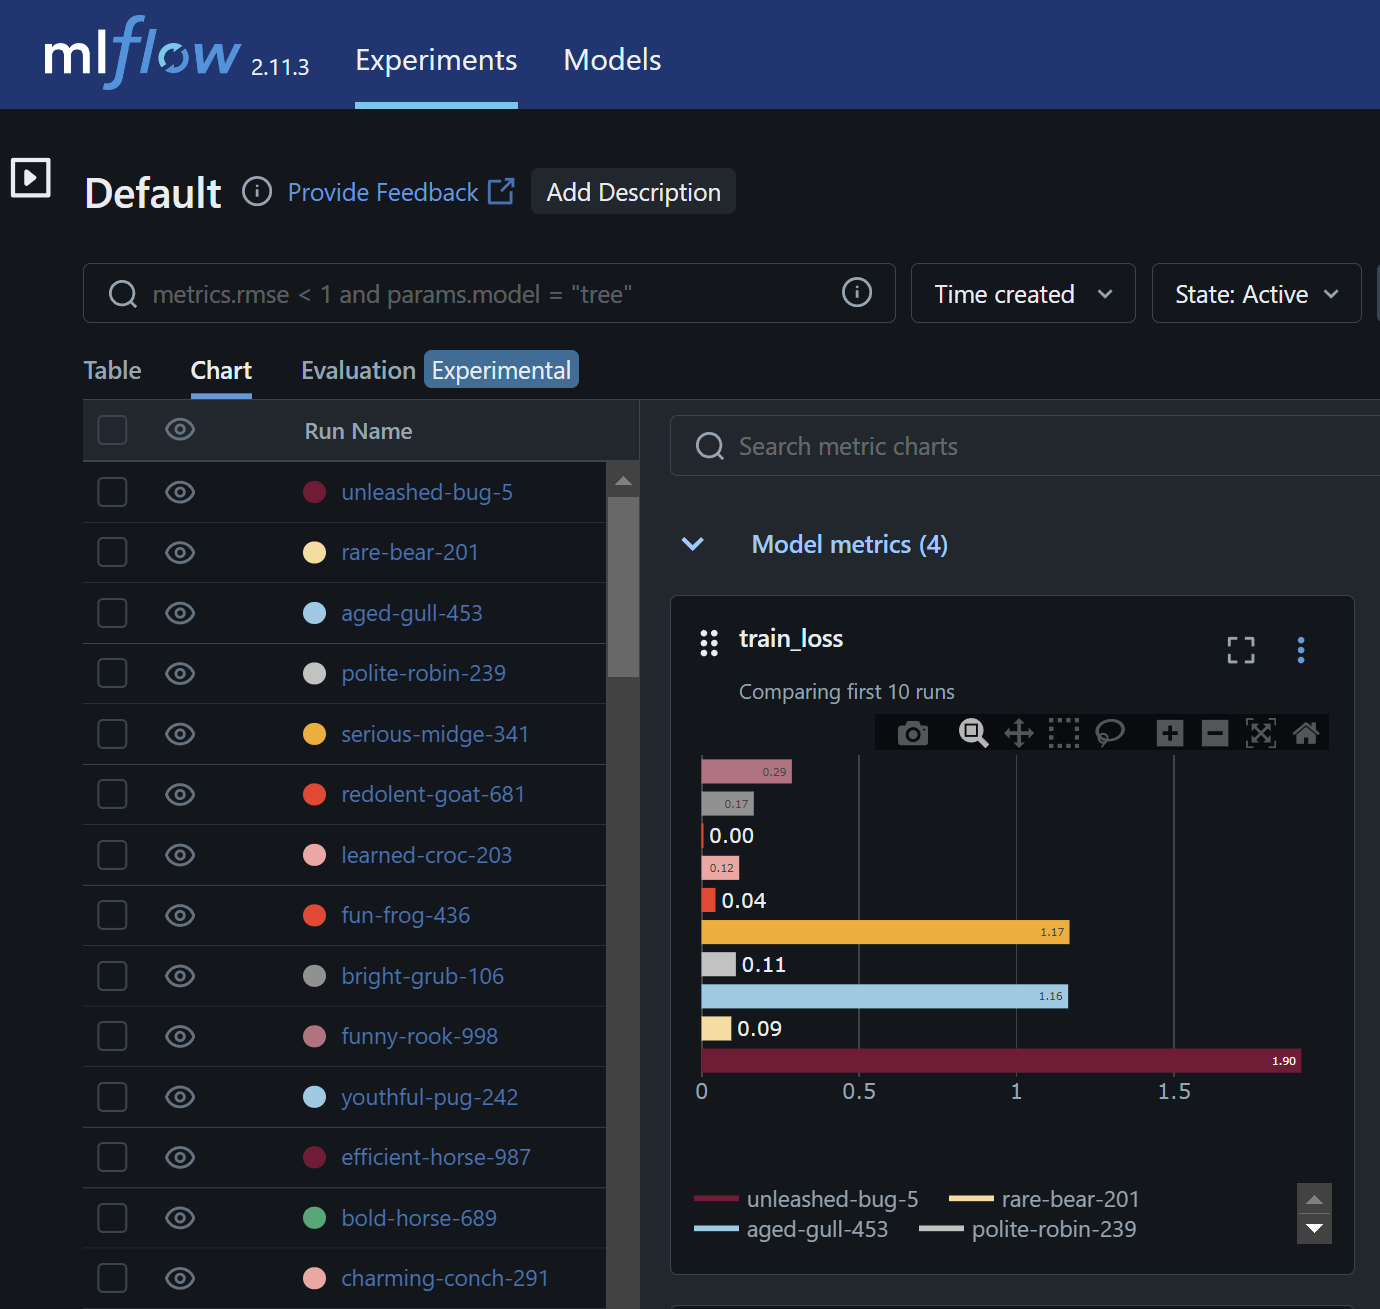 mlflow 2.11.3 Experiments Models
Default Provide Feedback Add Description
metrics.rmse < 1 and params.model = "tree" Time created State: Active
Table Chart Evaluation Experimental
Run Name
Search metric charts
unleashed-bug-5
rare-bear-201
aged-gull-453
polite-robin-239
serious-midge-341
redolent-goat-681
learned-croc-203
fun-frog-436
bright-grub-106
funny-rook-998
youthful-pug-242
efficient-horse-987
bold-horse-689
charming-conch-291
Model metrics (4)
train_loss
Comparing first 10 runs
0.29
0.17
0.00
0.12
0.04
1.17
0.11
1.16
0.09
1.90
0 0.5 1 1.5
unleashed-bug-5 rare-bear-201
aged-gull-453 polite-robin-239